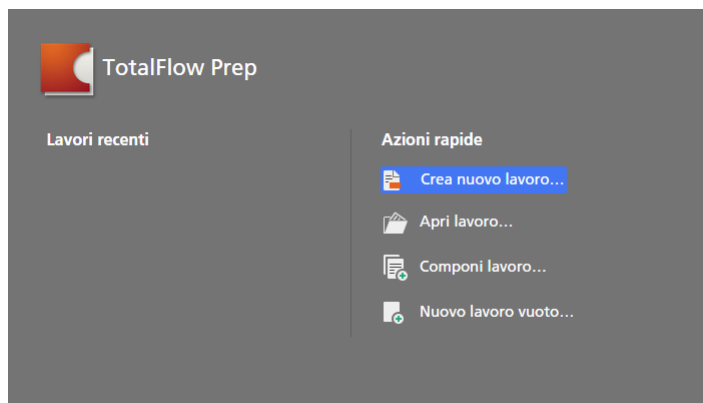 TotalFlow Prep
Lavori recenti
Azioni rapide
Crea nuovo lavoro...
Apri lavoro...
Componi lavoro...
Nuovo lavoro vuoto...